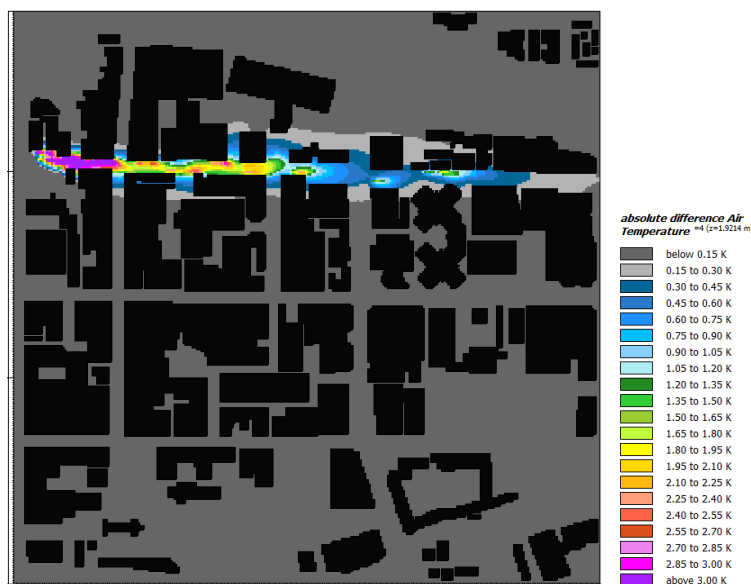 absolute difference Air
Temperature =4 (z=1.9214 m
below 0.15 K
0.15 to 0.30 K
0.30 to 0.45 K
0.45 to 0.60 K
0.60 to 0.75 K
0.75 to 0.90 K
0.90 to 1.05 K
1.05 to 1.20 K
1.20 to 1.35 K
1.35 to 1.50 K
1.50 to 1.65 K
1.65 to 1.80 K
1.80 to 1.95 K
1.95 to 2.10 K
2.10 to 2.25 K
2.25 to 2.40 K
2.40 to 2.55 K
2.55 to 2.70 K
2.70 to 2.85 K
2.85 to 3.00 K
above 3.00 K